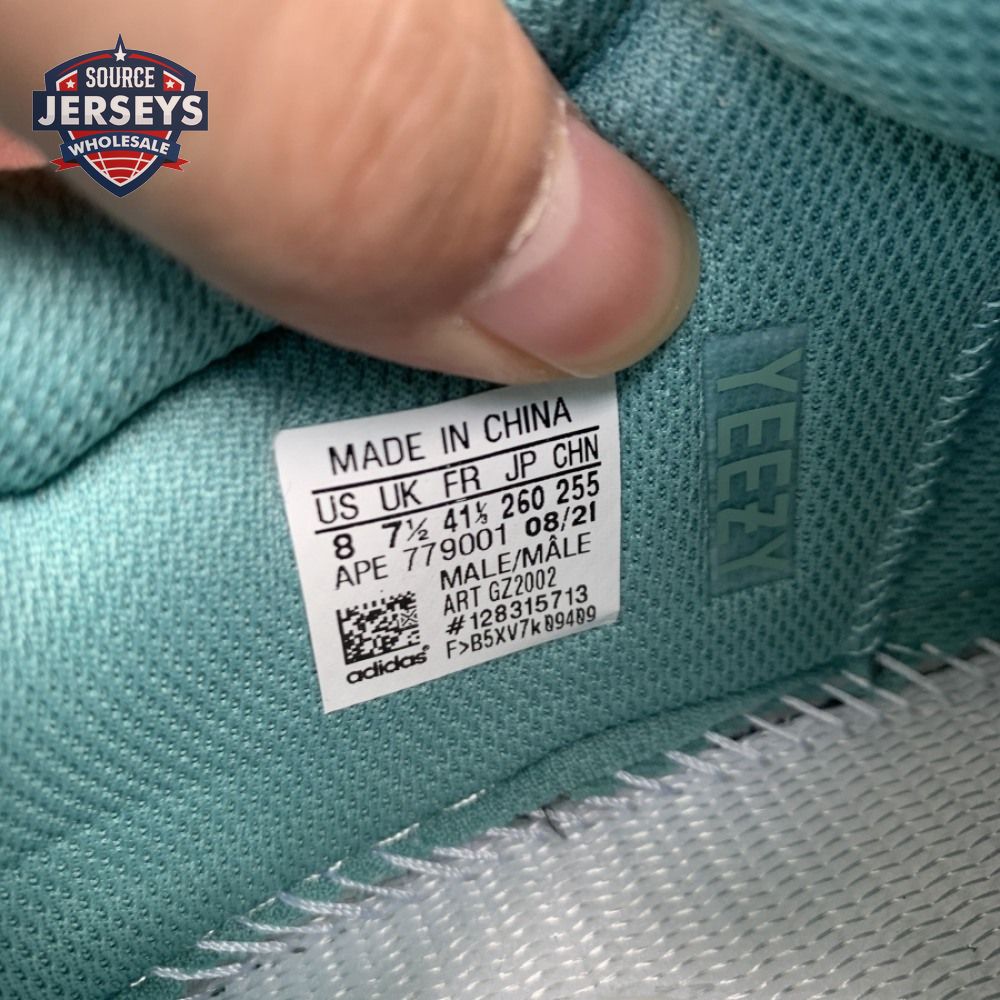 SOURCE
JERSEYS
WHOLESALE
MADE IN CHINA
US UK FR JP CHN
8 7½ 41⅓ 260 255
APE 779001 08/21
MALE/MÂLE
ART GZ2002
#128315713
F>B5XV7k09409
adidas
YEEZY